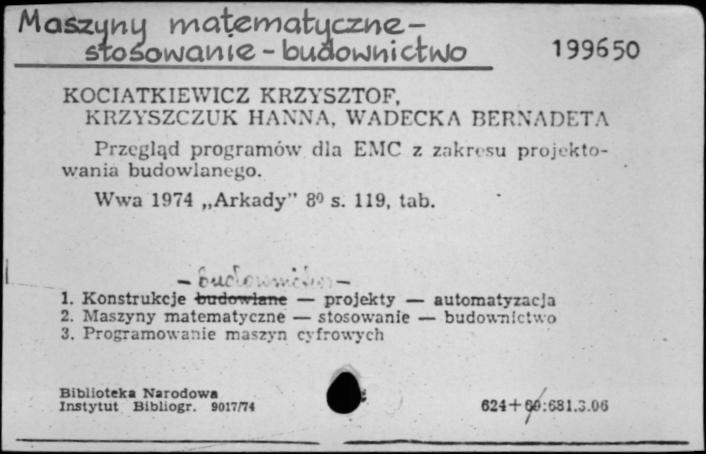 Maszyny matematyczne -
stosowanie - budownictwo
199650
KOCIATKIEWICZ KRZYSZTOF,
KRZYSZCZUK HANNA, WADECKA BERNADETA
Przegląd programów dla EMC z zakresu projekto-
wania budowlanego.
Wwa 1974 „Arkady” 8⁰ s. 119, tab.
— budownictwo —
1. Konstrukcje budowlane — projekty — automatyzacja
2. Maszyny matematyczne — stosowanie — budownictwo
3. Programowanie maszyn cyfrowych
Biblioteka Narodowa
Instytut Bibliogr. 9017/74
624+69:681.3.06